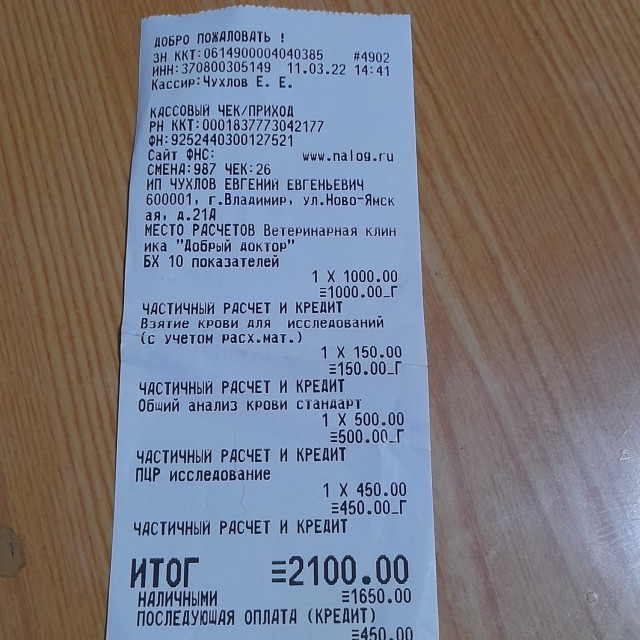 ДОБРО ПОЖАЛОВАТЬ !
ЗН ККТ:0614900004040385 #4902
ИНН:370800305149 11.03.22 14:41
Кассир:Чухлов Е. Е.
КАССОВЫЙ ЧЕК/ПРИХОД
РН ККТ:0001837773042177
ФН:9252440300127521
Сайт ФНС: www.nalog.ru
СМЕНА:987 ЧЕК:26
ИП ЧУХЛОВ ЕВГЕНИЙ ЕВГЕНЬЕВИЧ
600001, г.Владимир, ул.Ново-Ямск
ая, д.21А
МЕСТО РАСЧЕТОВ Ветеринарная клин
ика "Добрый доктор"
БХ 10 показателей
1 X 1000.00
≡1000.00_Г
ЧАСТИЧНЫЙ РАСЧЕТ И КРЕДИТ
Взятие крови для исследований
(с учетом расх.мат.)
1 X 150.00
≡150.00_Г
ЧАСТИЧНЫЙ РАСЧЕТ И КРЕДИТ
Общий анализ крови стандарт
1 X 500.00
≡500.00_Г
ЧАСТИЧНЫЙ РАСЧЕТ И КРЕДИТ
ПЦР исследование
1 X 450.00
≡450.00_Г
ЧАСТИЧНЫЙ РАСЧЕТ И КРЕДИТ
ИТОГ ≡2100.00
НАЛИЧНЫМИ ≡1650.00
ПОСЛЕДУЮЩАЯ ОПЛАТА (КРЕДИТ)
≡450.00